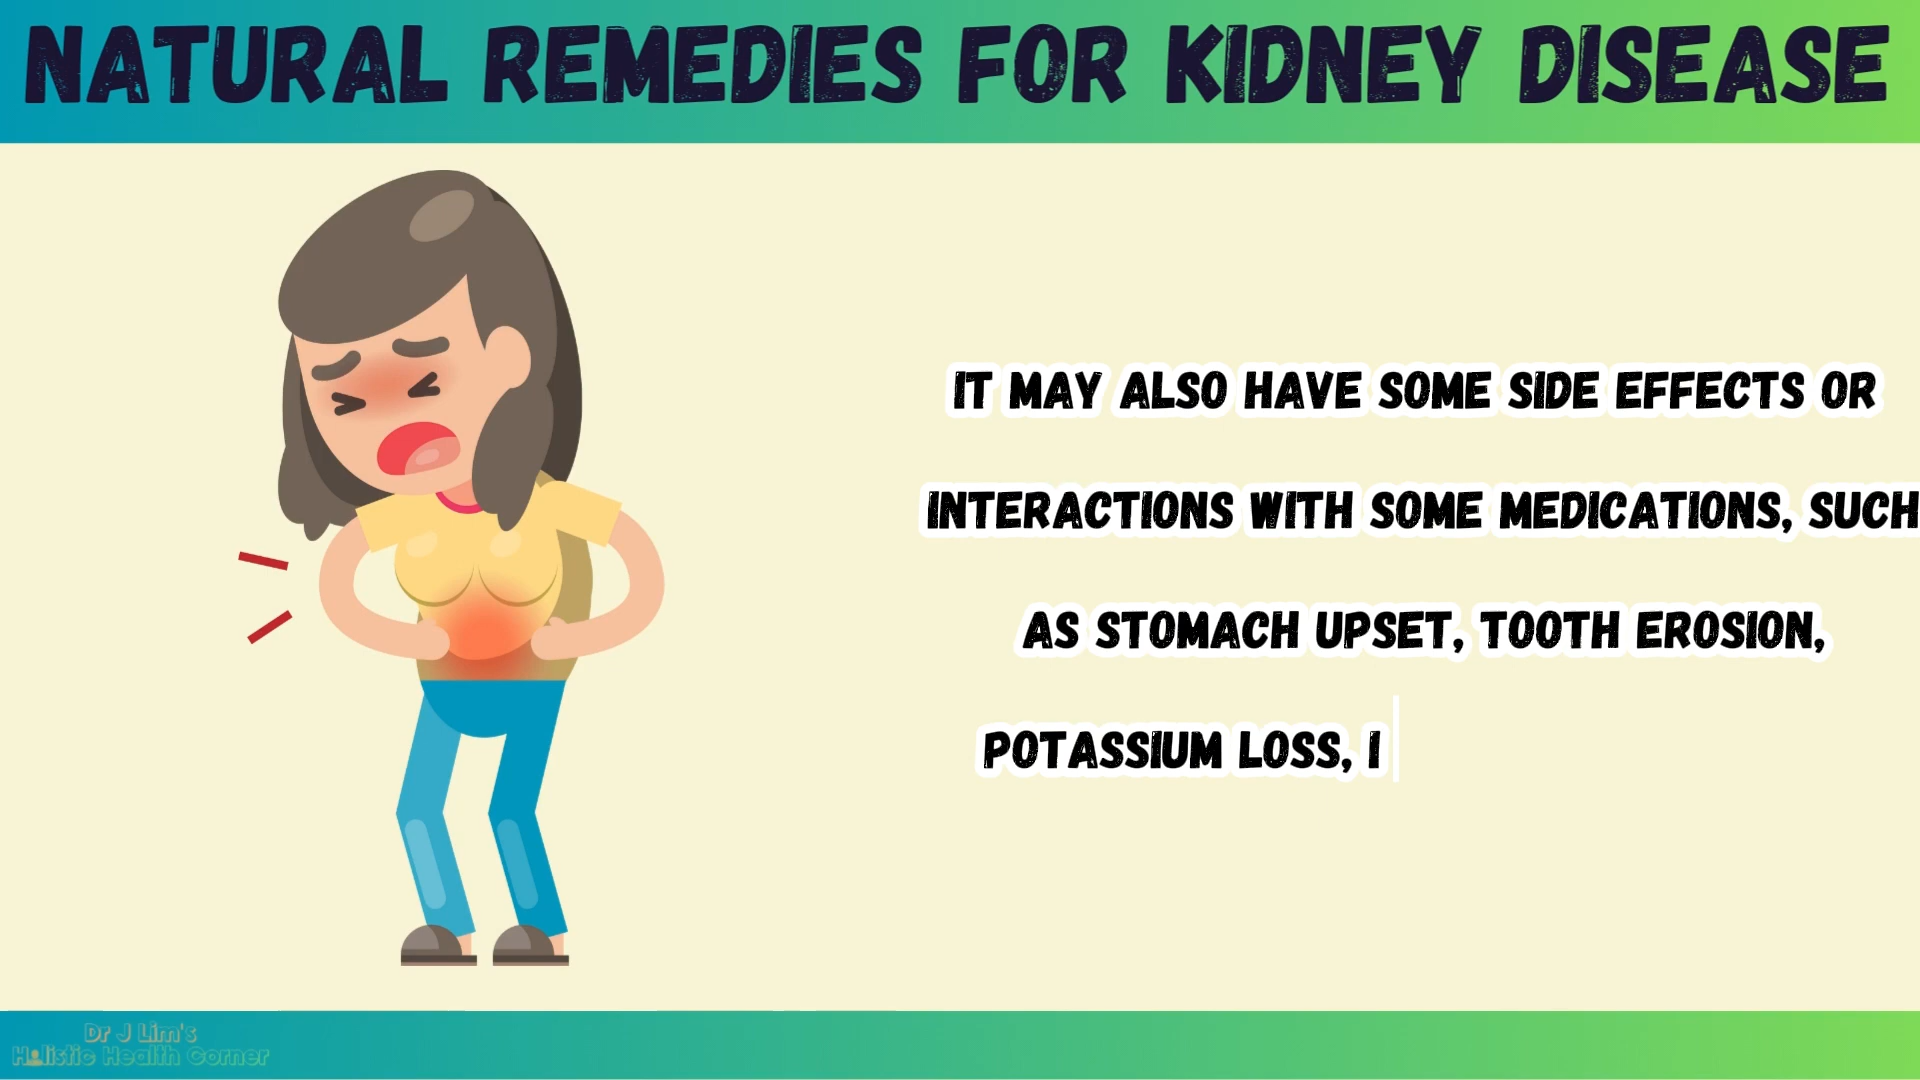 NATURAL REMEDIES FOR KIDNEY DISEASE
IT MAY ALSO HAVE SOME SIDE EFFECTS OR
INTERACTIONS WITH SOME MEDICATIONS, SUCH
AS STOMACH UPSET, TOOTH EROSION,
POTASSIUM LOSS, I
Dr J Lim's
Holistic Health Corner